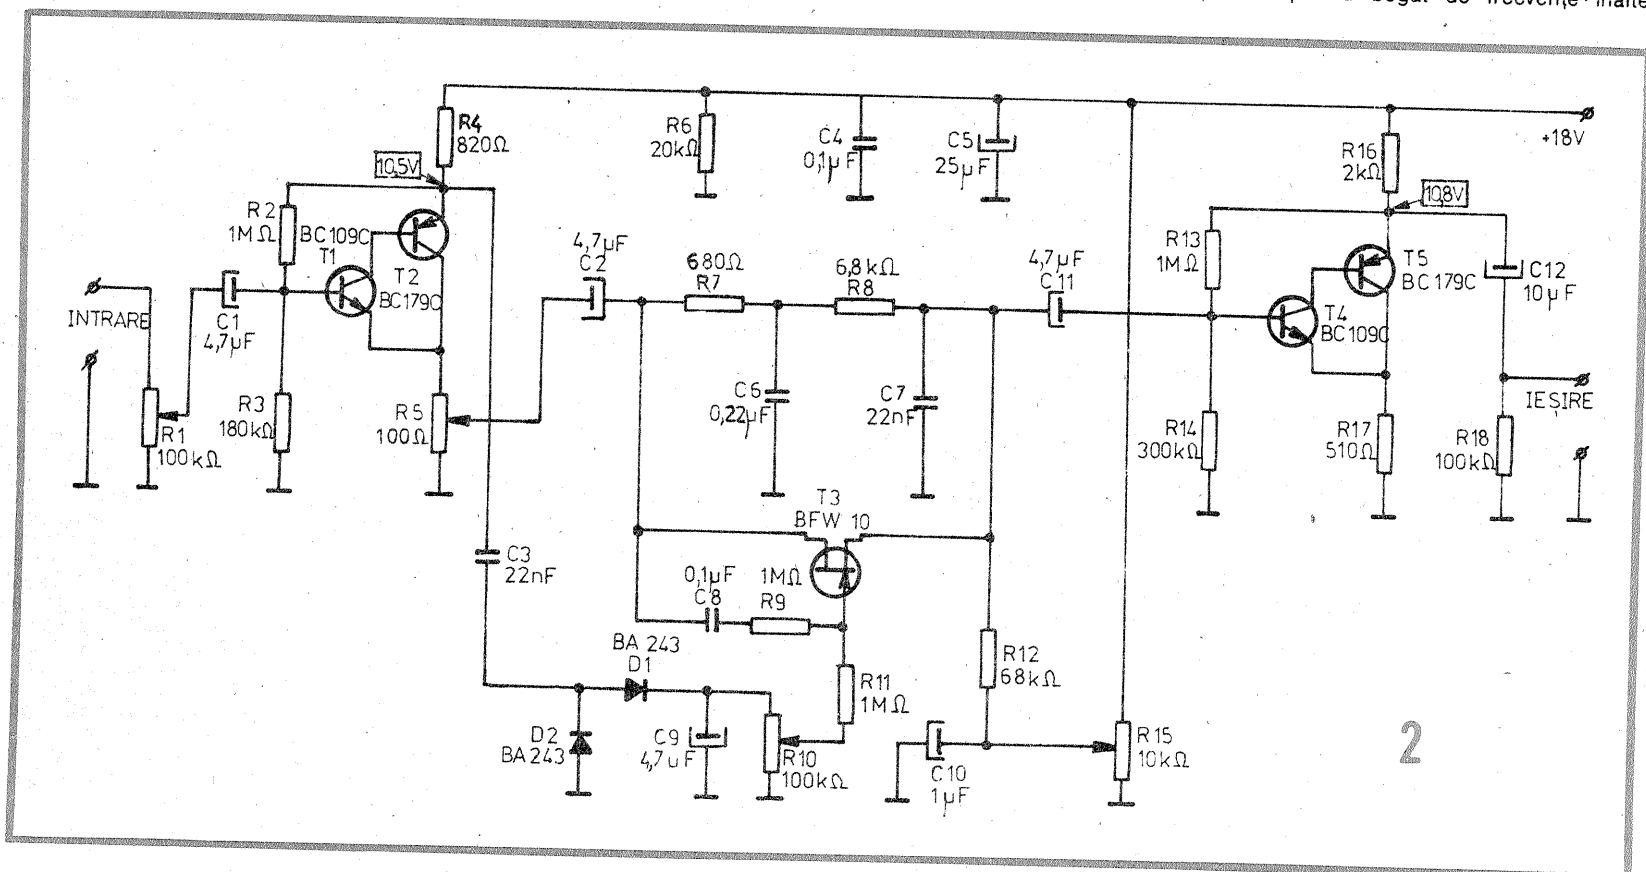 frecvențe înalte
R4
820Ω
10,5V
R6
20kΩ
C4
0,1µF
C5
25µF
+18V
R16
2kΩ
10,8V
R2
1MΩ
BC109C
T1
T2
BC179C
4,7µF
C2
680Ω
R7
6,8kΩ
R8
4,7µF
C11
R13
1MΩ
T5
BC179C
C12
10µF
INTRARE
C1
4,7µF
T4
BC109C
R1
100kΩ
R3
180kΩ
R5
100Ω
C6
0,22µF
C7
22nF
R14
300kΩ
R17
510Ω
R18
100kΩ
IEȘIRE
T3
BFW 10
C3
22nF
0,1µF
C8
1MΩ
R9
BA 243
D1
R11
1MΩ
R12
68kΩ
D2
BA243
C9
4,7µF
R10
100kΩ
C10
1µF
R15
10kΩ
2